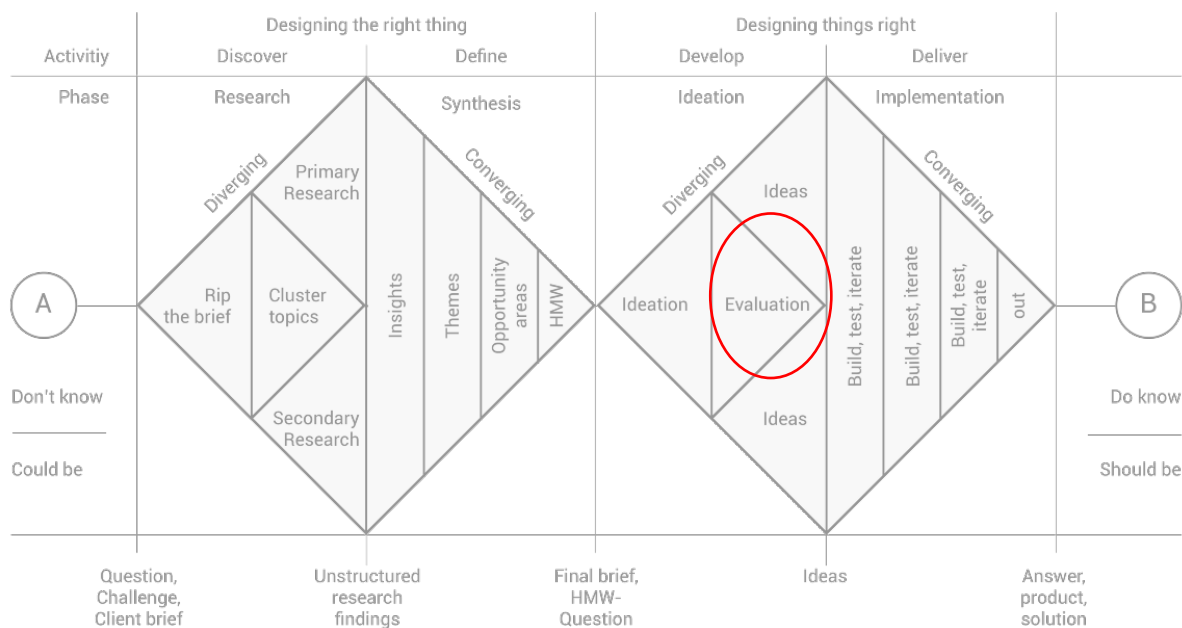 Designing the right thing
Designing things right
Activitiy
Discover
Define
Develop
Deliver
Phase
Research
Synthesis
Ideation
Implementation
Diverging
Converging
Diverging
Converging
Primary
Research
Ideas
A
Rip
the brief
Cluster
topics
Insights
Themes
Opportunity
areas
HMW
Ideation
Evaluation
Build, test, iterate
Build, test, iterate
Build, test,
iterate
out
B
Don't know
Could be
Secondary
Research
Ideas
Do know
Should be
Question,
Challenge,
Client brief
Unstructured
research
findings
Final brief,
HMW-
Question
Ideas
Answer,
product,
solution